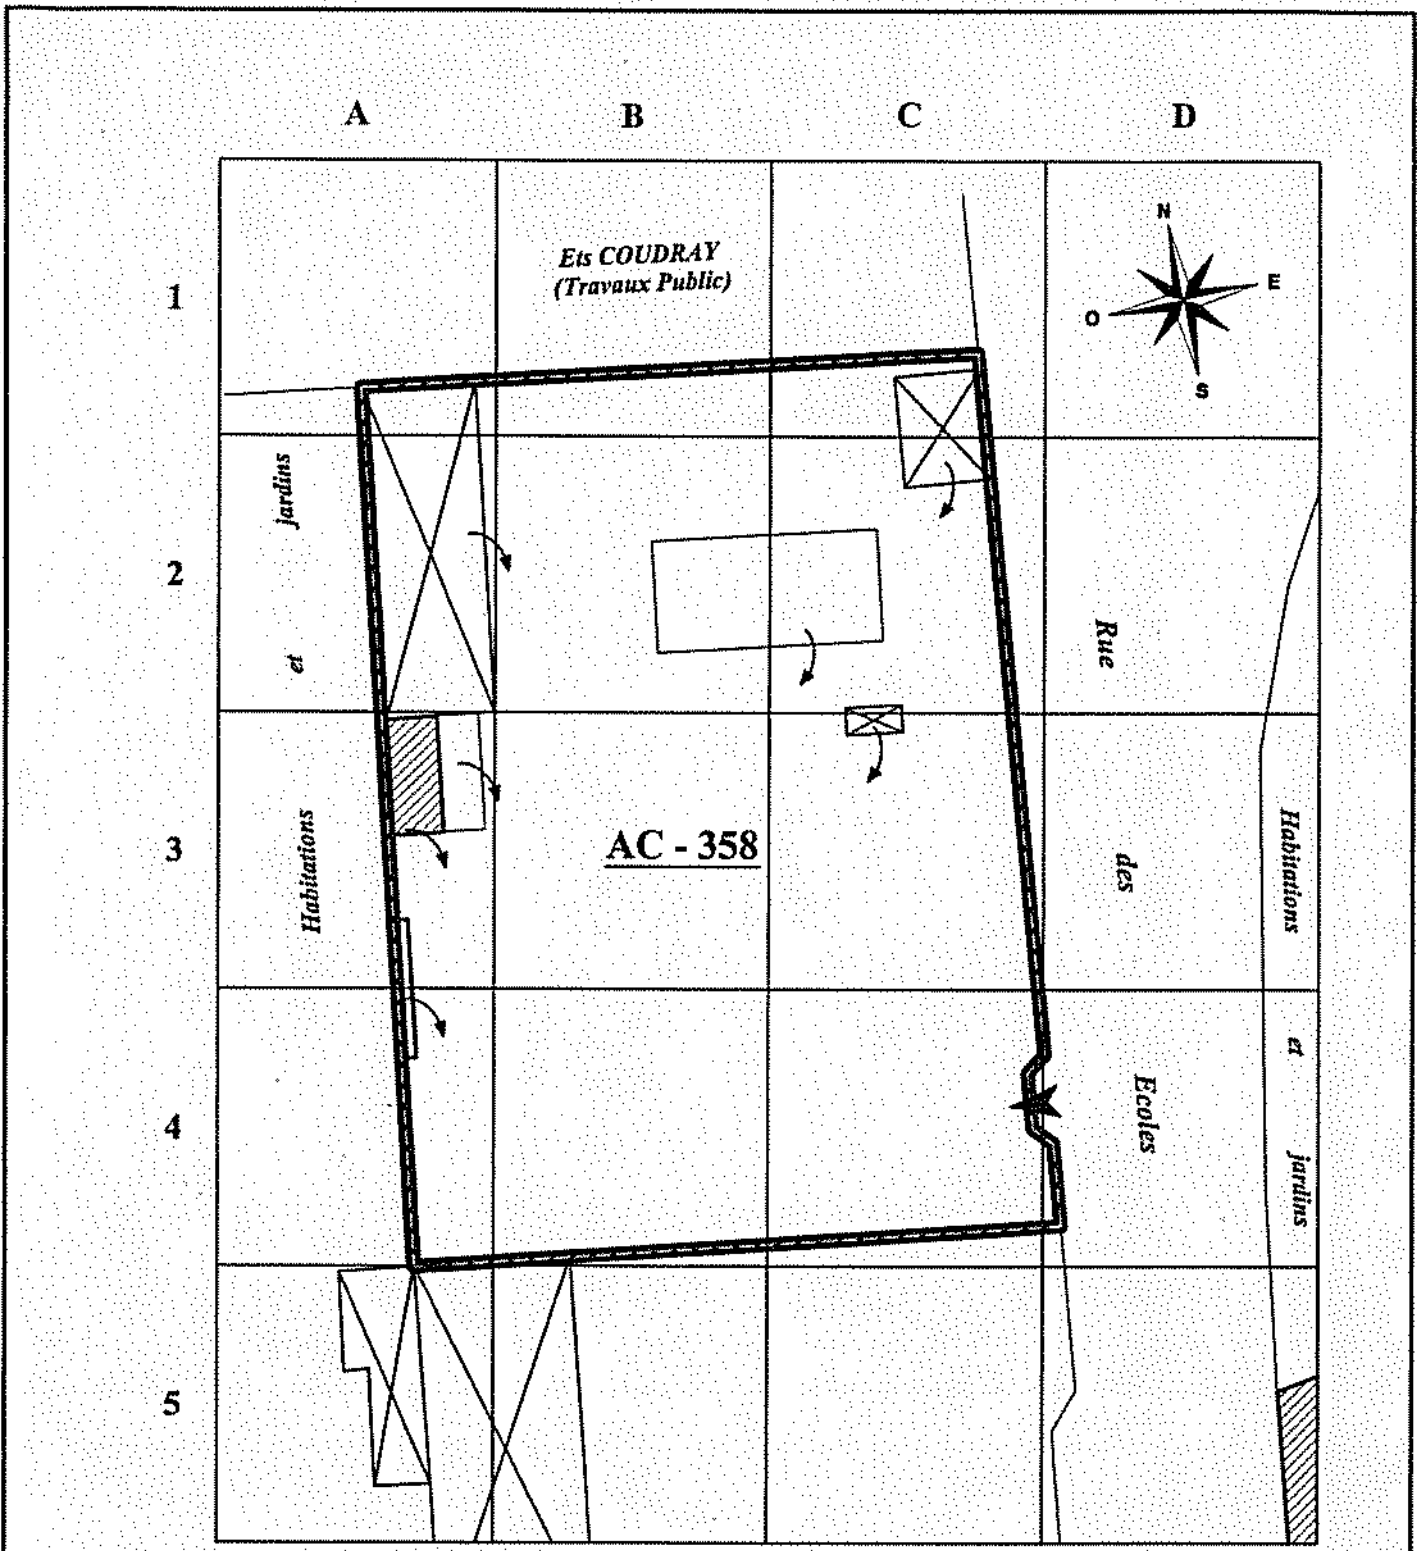 A B C D
1
2
3
4
5
Ets COUDRAY
(Travaux Public)
N
E
O
S
Habitations et jardins
AC - 358
Rue des Ecoles
Habitations et jardins